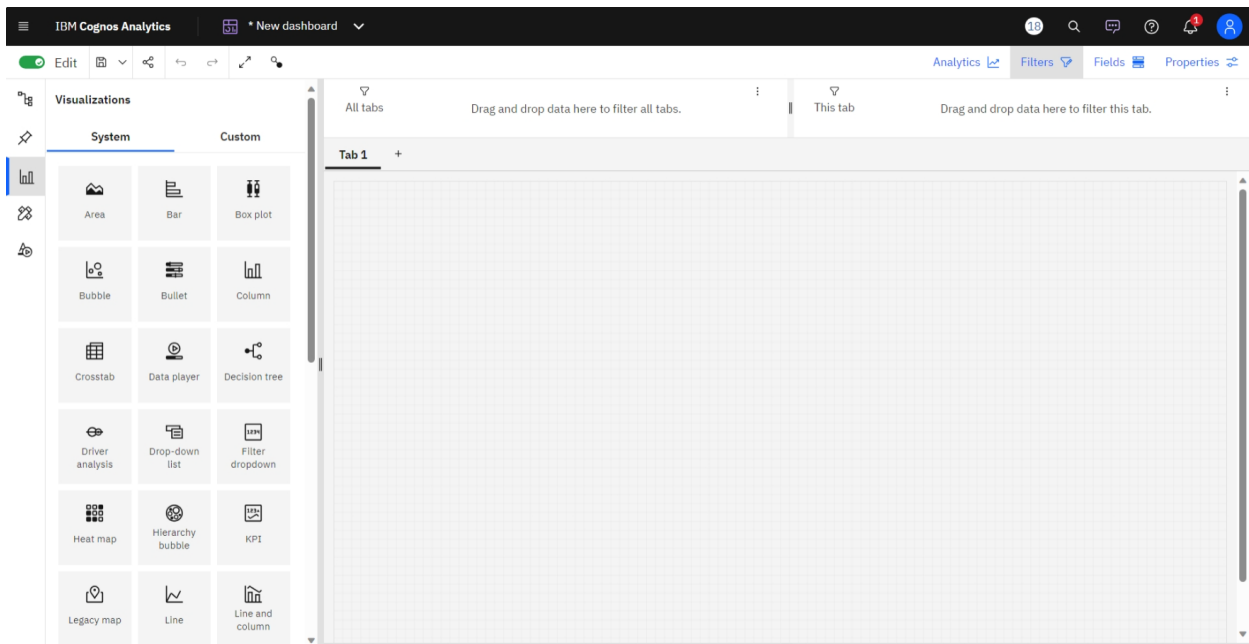 IBM Cognos Analytics
* New dashboard
18
1
Edit
Analytics
Filters
Fields
Properties
Visualizations
System
Custom
Area
Bar
Box plot
Bubble
Bullet
Column
Crosstab
Data player
Decision tree
Driver
analysis
Drop-down
list
1234
Filter
dropdown
Heat map
Hierarchy
bubble
KPI
Legacy map
Line
Line and
column
All tabs
Drag and drop data here to filter all tabs.
This tab
Drag and drop data here to filter this tab.
Tab 1
+